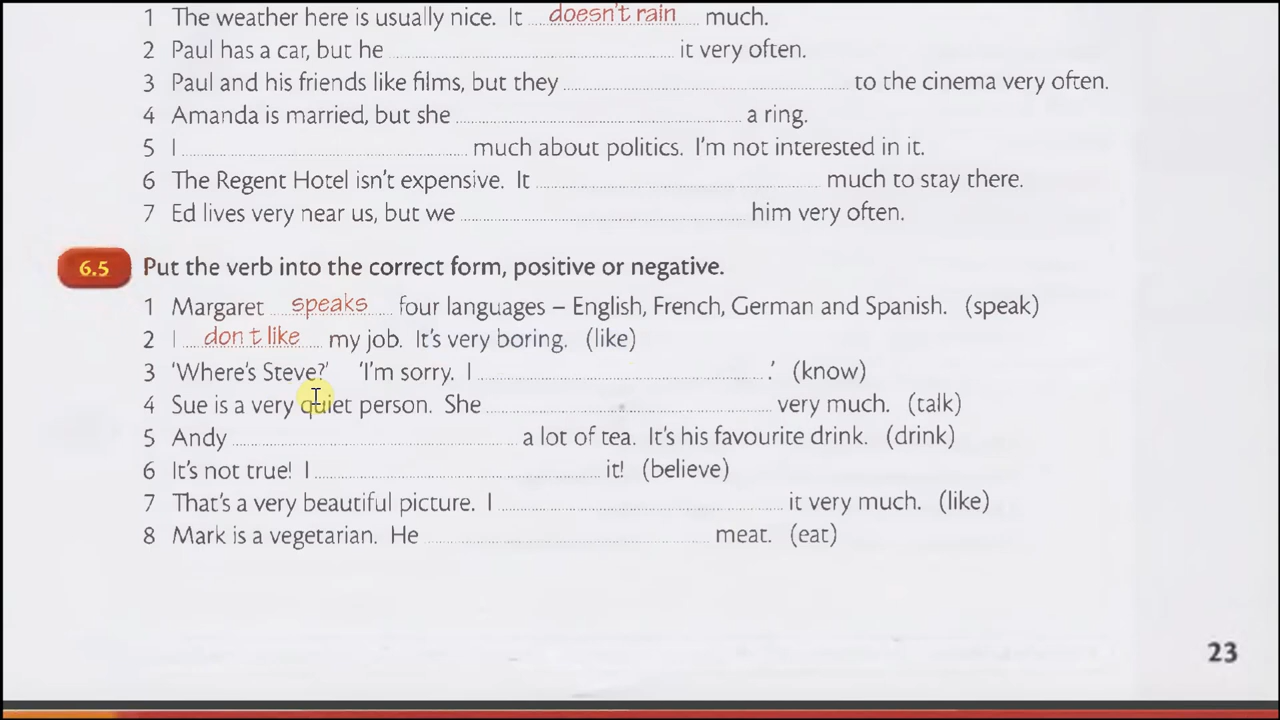 1 The weather here is usually nice. It doesn't rain much.
2 Paul has a car, but he it very often.
3 Paul and his friends like films, but they to the cinema very often.
4 Amanda is married, but she a ring.
5 I much about politics. I'm not interested in it.
6 The Regent Hotel isn't expensive. It much to stay there.
7 Ed lives very near us, but we him very often.
6.5 Put the verb into the correct form, positive or negative.
1 Margaret speaks four languages – English, French, German and Spanish. (speak)
2 I don't like my job. It's very boring. (like)
3 'Where's Steve?' 'I'm sorry. I .' (know)
4 Sue is a very quiet person. She very much. (talk)
5 Andy a lot of tea. It's his favourite drink. (drink)
6 It's not true! I it! (believe)
7 That's a very beautiful picture. I it very much. (like)
8 Mark is a vegetarian. He meat. (eat)
23